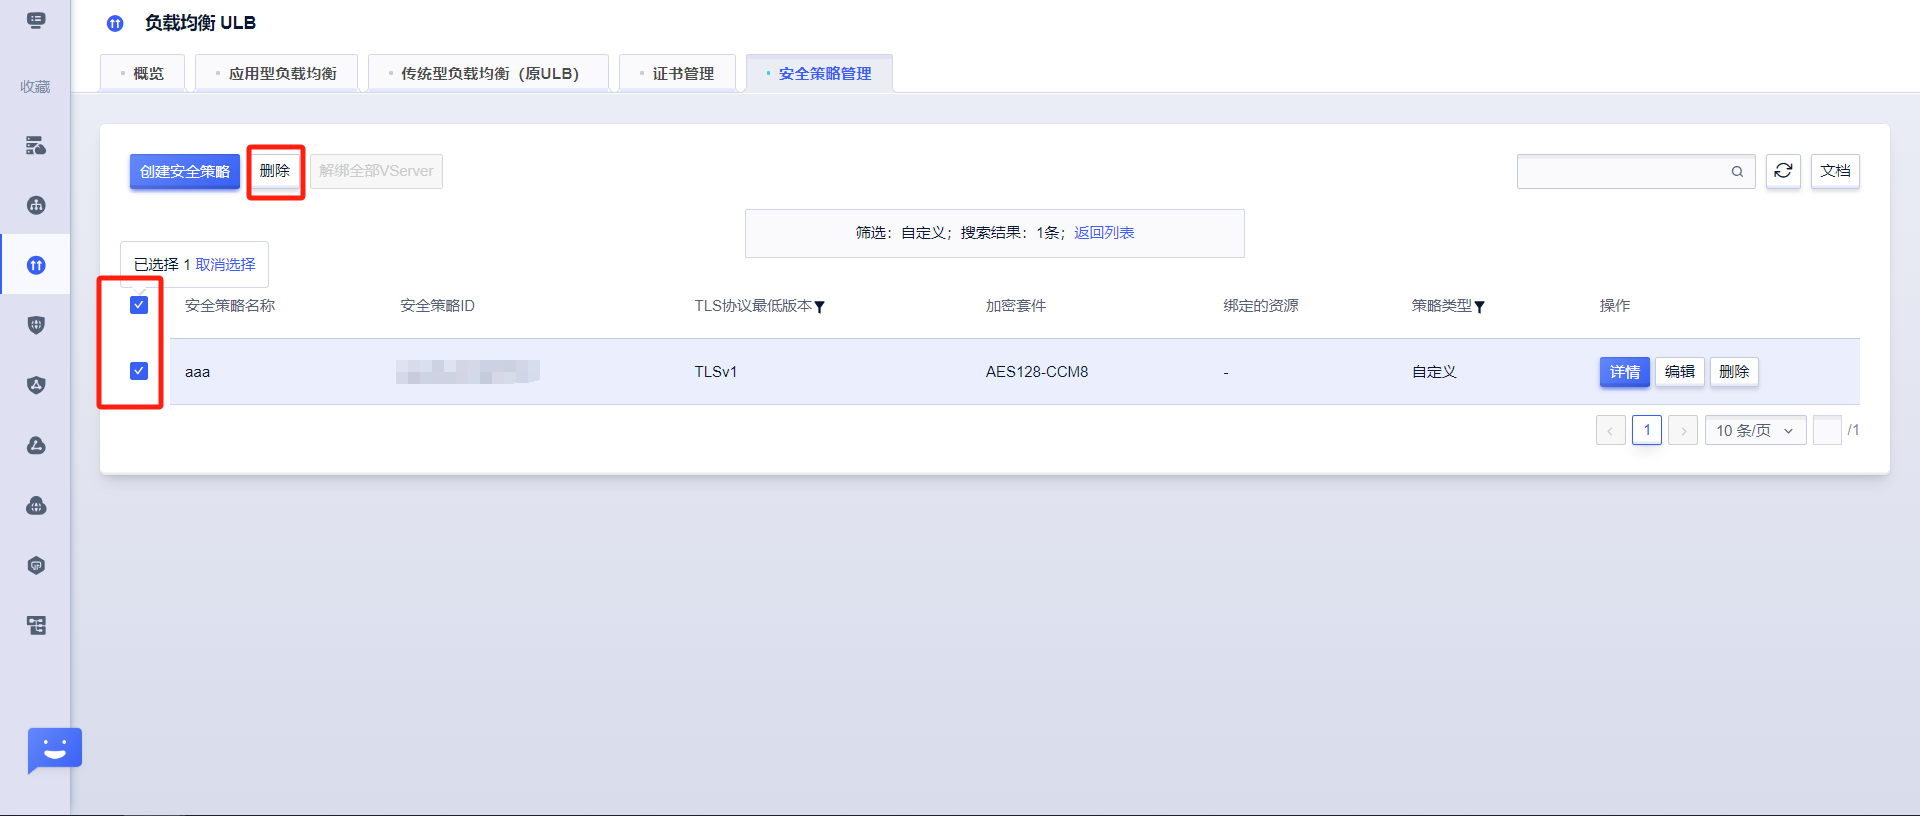 负载均衡 ULB
收藏
概览
应用型负载均衡
传统型负载均衡（原ULB）
证书管理
安全策略管理
创建安全策略
删除
解绑全部VServer
文档
筛选：自定义；搜索结果：1条；返回列表
已选择 1 取消选择
安全策略名称 安全策略ID TLS协议最低版本 加密套件 绑定的资源 策略类型 操作
aaa TLSv1 AES128-CCM8 - 自定义 详情 编辑 删除
1 10 条/页 /1